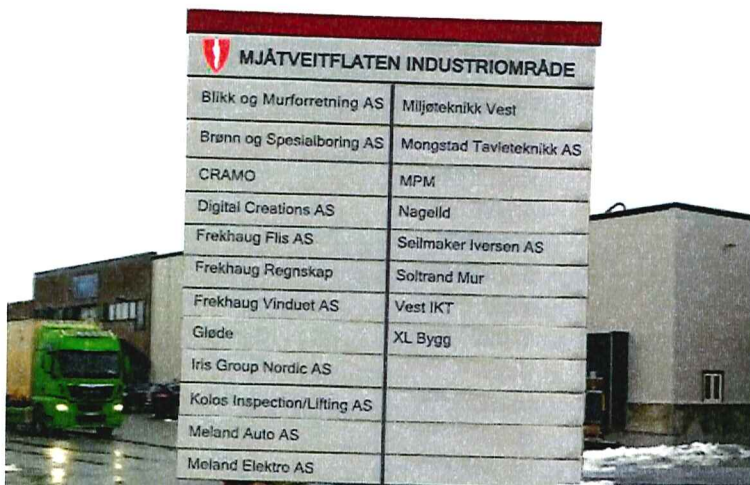 MJÅTVEITFLATEN INDUSTRIOMRÅDE
Blikk og Murforretning AS
Brønn og Spesialboring AS
CRAMO
Digital Creations AS
Frekhaug Flis AS
Frekhaug Regnskap
Frekhaug Vinduet AS
Gløde
Iris Group Nordic AS
Kolos Inspection/Lifting AS
Meland Auto AS
Meland Elektro AS
Miljøteknikk Vest
Mongstad Tavleteknikk AS
MPM
Nagelld
Seilmaker Iversen AS
Soltrand Mur
Vest IKT
XL Bygg